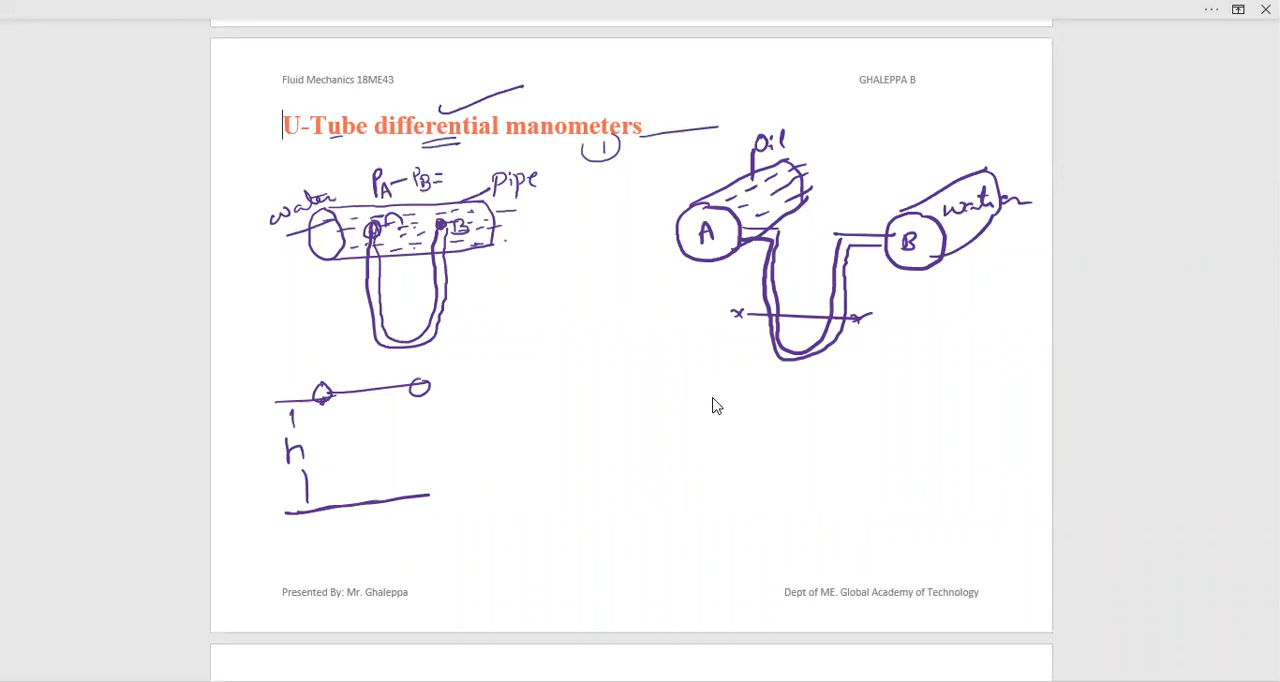 Fluid Mechanics 18ME43
GHALEPPA B
U-Tube differential manometers
1
PA-PB=
pipe
water
A
B
Oil
water
A
B
x
x
h
Presented By: Mr. Ghaleppa
Dept of ME. Global Academy of Technology